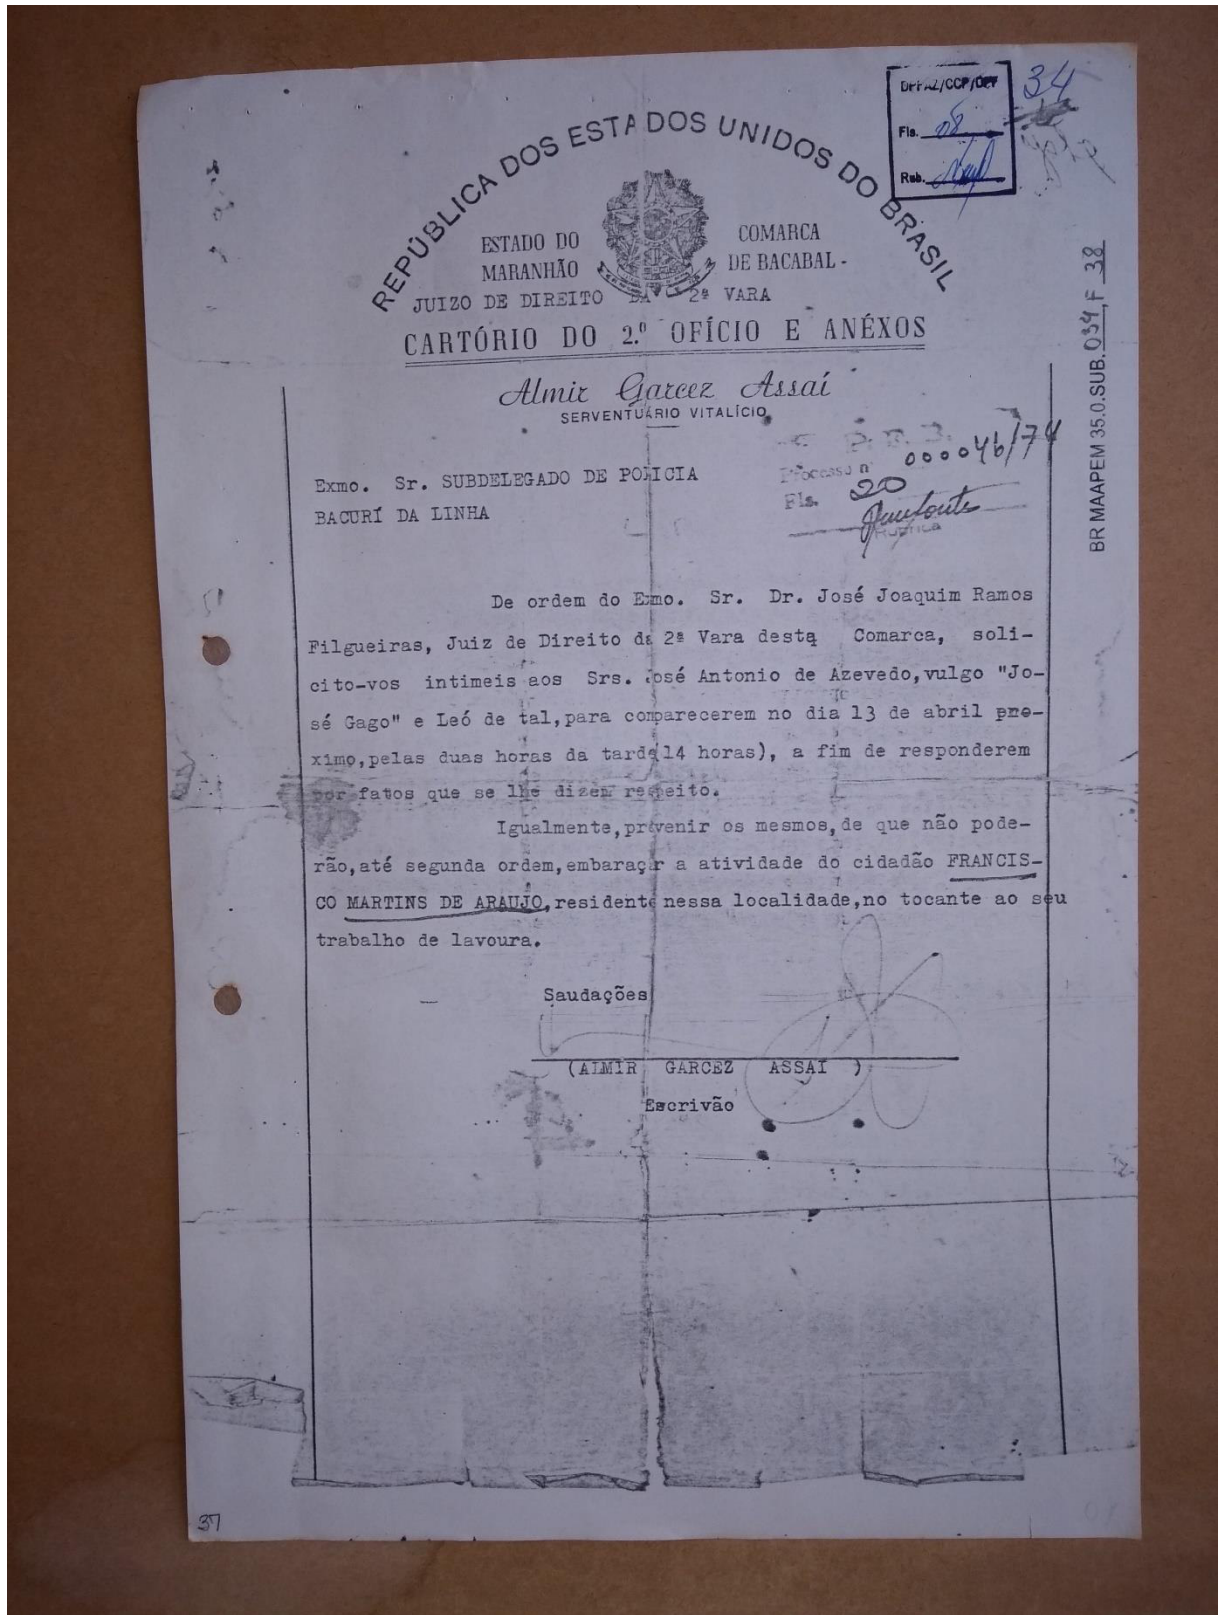 DPFAZ/CCP/DPF
34
Fls. 08
Rub.
REPÚBLICA DOS ESTADOS UNIDOS DO BRASIL
ESTADO DO MARANHÃO
COMARCA DE BACABAL -
JUIZO DE DIREITO DA 2ª VARA
CARTÓRIO DO 2.º OFÍCIO E ANÉXOS
Almir Garcez Assaí
SERVENTUÁRIO VITALÍCIO
BR MAAPEM 35.0.SUB.034,F 38
Processo nº 000046/74
Fls. 20
Rubrica
Exmo. Sr. SUBDELEGADO DE POLICIA
BACURÍ DA LINHA
De ordem do Exmo. Sr. Dr. José Joaquim Ramos
Filgueiras, Juiz de Direito da 2ª Vara desta Comarca, soli-
cito-vos intimeis aos Srs. José Antonio de Azevedo, vulgo "Jo-
sé Gago" e Leó de tal, para comparecerem no dia 13 de abril pro-
ximo, pelas duas horas da tarde(14 horas), a fim de responderem
por fatos que se lhe dizem respeito.
Igualmente, prevenir os mesmos, de que não pode-
rão, até segunda ordem, embaraçar a atividade do cidadão FRANCIS-
CO MARTINS DE ARAUJO, residente nessa localidade, no tocante ao seu
trabalho de lavoura.
Saudações
(ALMIR GARCEZ ASSAÍ )
Escrivão
37